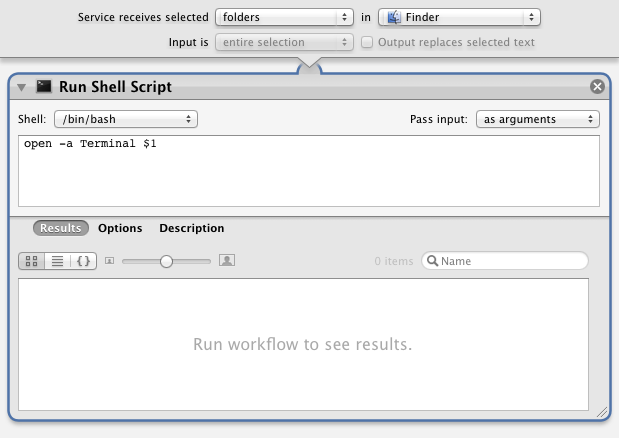 Service receives selected folders in Finder
Input is entire selection Output replaces selected text
Run Shell Script
Shell: /bin/bash Pass input: as arguments
open -a Terminal $1
Results Options Description
0 items Name
Run workflow to see results.